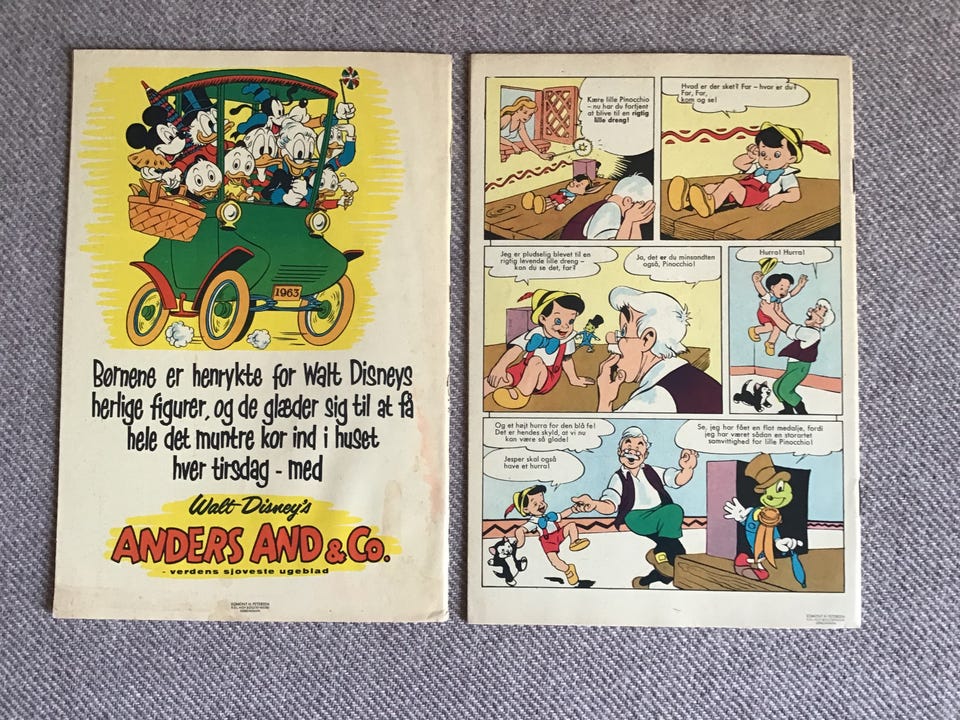 1963
Børnene er henrykte for Walt Disneys
herlige figurer, og de glæder sig til at få
hele det muntre kor ind i huset
hver tirsdag - med
Walt Disney's
ANDERS AND & Co.
- verdens sjoveste ugeblad
EGMONT H. PETERSEN
Kære lille Pinocchio
- nu har du fortjent
at blive til en rigtig
lille dreng!
Hvad er der sket? Far - hvor er du?
Far, Far,
kom og se!
Jeg er pludselig blevet til en
rigtig levende lille dreng -
kan du se det, far?
Ja, det er du minsandten
også, Pinocchio!
Hurra! Hurra!
Og et højt hurra for den blå fe!
Det er hendes skyld, at vi nu
kan være så glade!
Jesper skal også
have et hurra!
Se, jeg har fået en flot medalje, fordi
jeg har været sådan en storartet
samvittighed for lille Pinocchio!
EGMONT H. PETERSEN